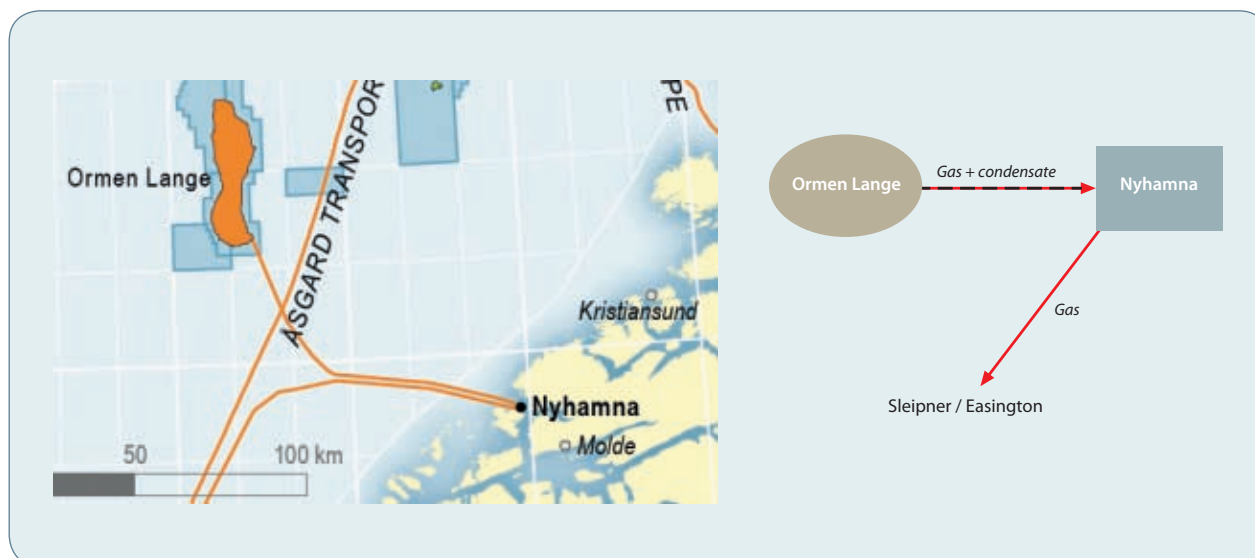 PE
Ormen Lange
ASGARD TRANSPOR
Kristiansund
Nyhamna
Molde
50
100 km
Ormen Lange
Gas + condensate
Nyhamna
Gas
Sleipner / Easington